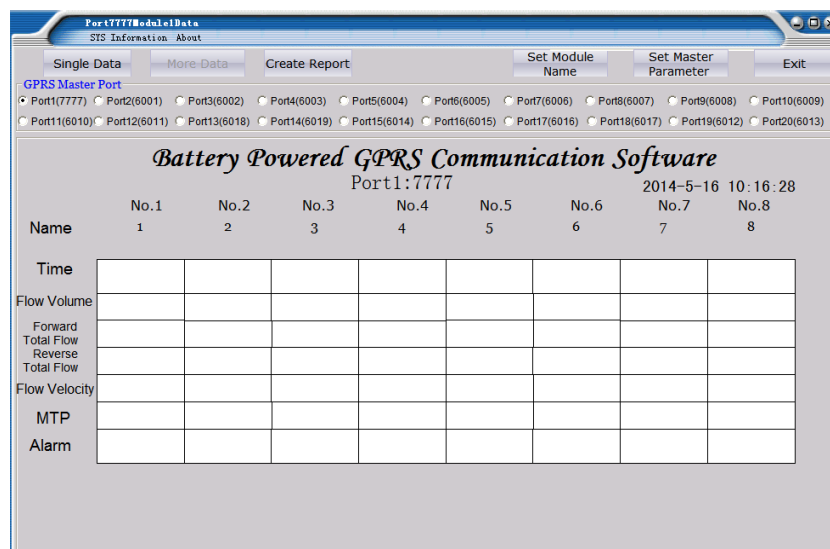 Port7777Module1Data
SYS Information About
Single Data More Data Create Report Set Module Name Set Master Parameter Exit
GPRS Master Port
Port1(7777) Port2(6001) Port3(6002) Port4(6003) Port5(6004) Port6(6005) Port7(6006) Port8(6007) Port9(6008) Port10(6009)
Port11(6010) Port12(6011) Port13(6018) Port14(6019) Port15(6014) Port16(6015) Port17(6016) Port18(6017) Port19(6012) Port20(6013)
Battery Powered GPRS Communication Software
Port1:7777 2014-5-16 10:16:28
No.1 No.2 No.3 No.4 No.5 No.6 No.7 No.8
Name 1 2 3 4 5 6 7 8
Time
Flow Volume
Forward
Total Flow
Reverse
Total Flow
Flow Velocity
MTP
Alarm